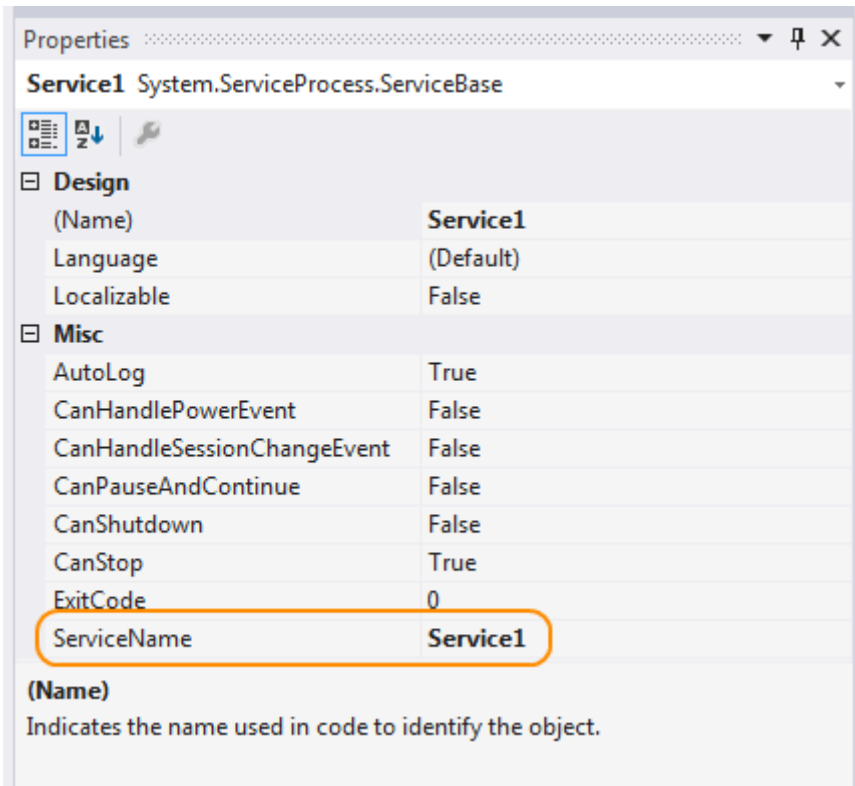 Properties
Service1 System.ServiceProcess.ServiceBase
Design
(Name) Service1
Language (Default)
Localizable False
Misc
AutoLog True
CanHandlePowerEvent False
CanHandleSessionChangeEvent False
CanPauseAndContinue False
CanShutdown False
CanStop True
ExitCode 0
ServiceName Service1
(Name)
Indicates the name used in code to identify the object.